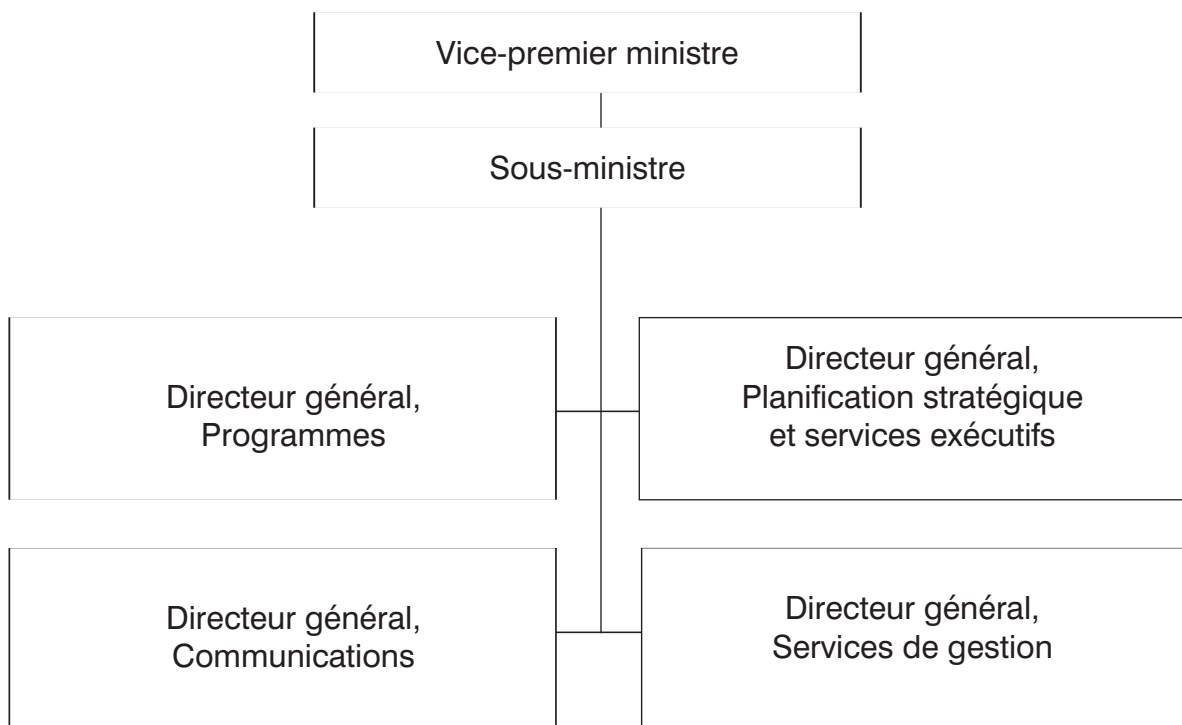 Vice-premier ministre
Sous-ministre
Directeur général,
Programmes
Directeur général,
Planification stratégique
et services exécutifs
Directeur général,
Communications
Directeur général,
Services de gestion